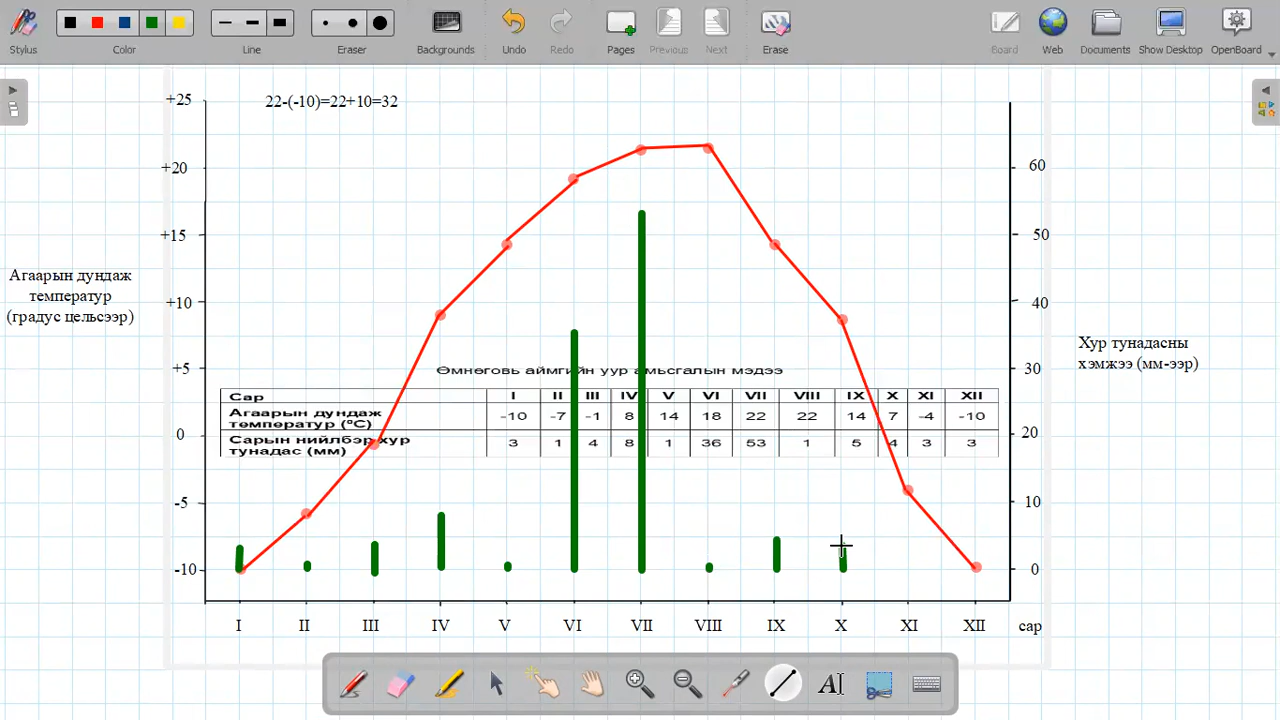 Stylus Color Line Eraser Backgrounds Undo Redo Pages Previous Next Erase Board Web Documents Show Desktop OpenBoard
22-(-10)=22+10=32
+25
+20
+15
+10
+5
0
-5
-10
Агаарын дундаж
температур
(градус цельсээр)
Өмнөговь аймгийн уур амьсгалын мэдээ
Сар I II III IV V VI VII VIII IX X XI XII
Агаарын дундаж
температур (°C) -10 -7 -1 8 14 18 22 22 14 7 -4 -10
Сарын нийлбэр хур
тунадас (мм) 3 1 4 8 1 36 53 1 5 4 3 3
60
50
40
30
20
10
0
Хур тунадасны
хэмжээ (мм-ээр)
I II III IV V VI VII VIII IX X XI XII сар